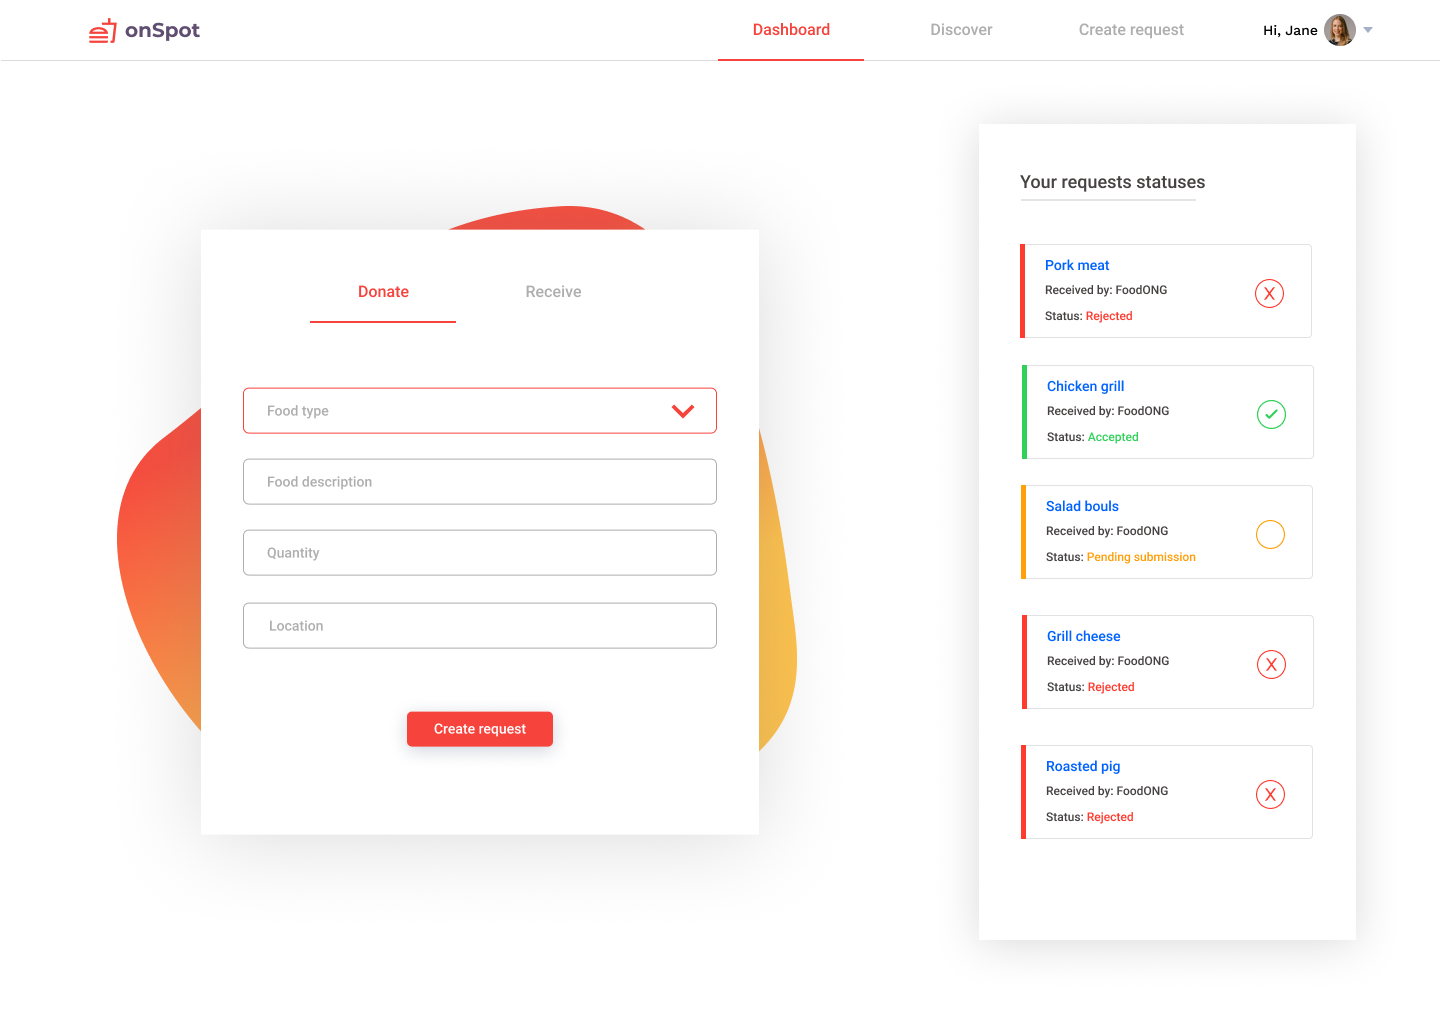 onSpot
Dashboard
Discover
Create request
Hi, Jane
Donate
Receive
Food type
Food description
Quantity
Location
Create request
Your requests statuses
Pork meat
Received by: FoodONG
Status: Rejected
X
Chicken grill
Received by: FoodONG
Status: Accepted
Salad bouls
Received by: FoodONG
Status: Pending submission
Grill cheese
Received by: FoodONG
Status: Rejected
X
Roasted pig
Received by: FoodONG
Status: Rejected
X